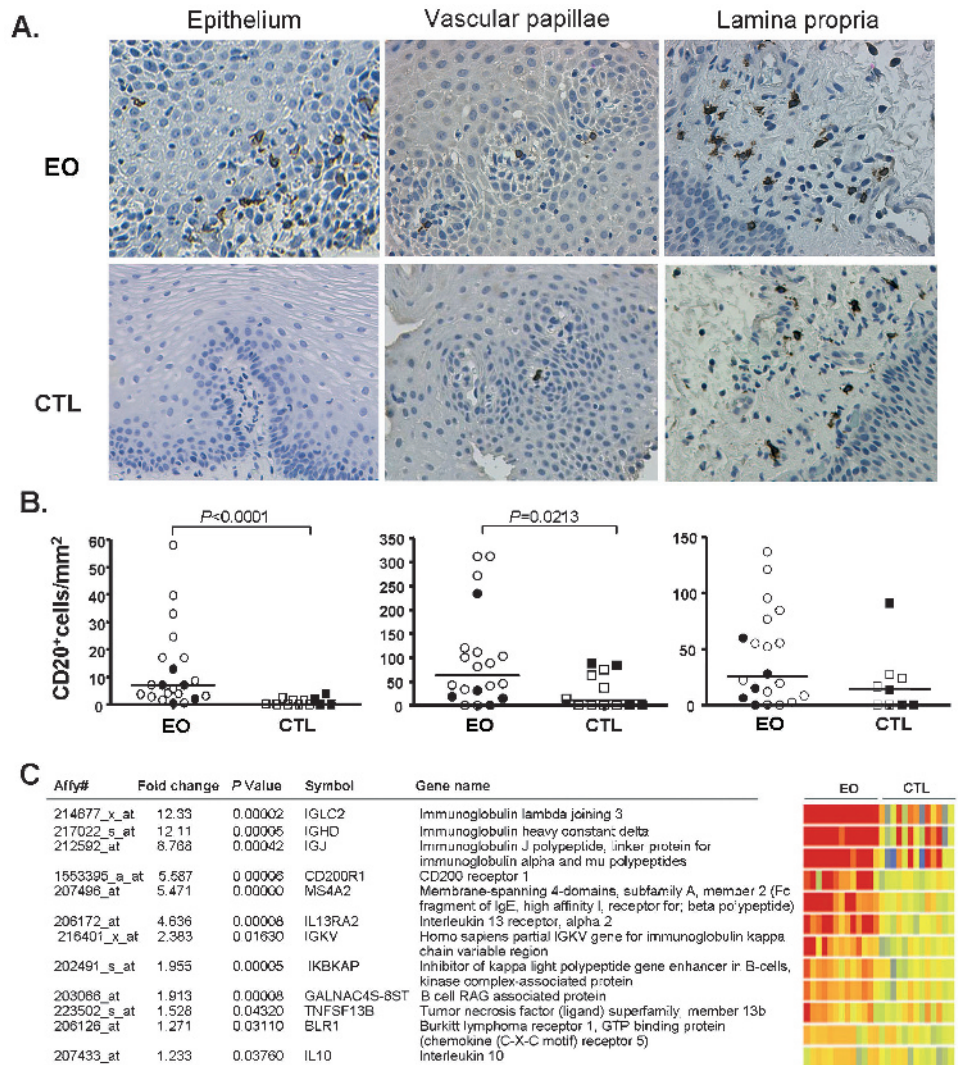 A.
Epithelium Vascular papillae Lamina propria
EO
CTL
B.
P<0.0001 P=0.0213
CD20+cells/mm2
60
50
40
30
20
10
0
EO CTL
350
300
250
200
150
100
50
0
EO CTL
150
100
50
0
EO CTL
C
Affy# Fold change P Value Symbol Gene name EO CTL
214677_x_at 12.33 0.00002 IGLC2 Immunoglobulin lambda joining 3
217022_s_at 12.11 0.00005 IGHD Immunoglobulin heavy constant delta
212592_at 8.768 0.00042 IGJ Immunoglobulin J polypeptide, linker protein for
immunoglobulin alpha and mu polypeptides
1553395_a_at 5.587 0.00006 CD200R1 CD200 receptor 1
207496_at 5.471 0.00000 MS4A2 Membrane-spanning 4-domains, subfamily A, member 2 (Fc
fragment of IgE, high affinity I, receptor for; beta polypeptide)
206172_at 4.636 0.00008 IL13RA2 Interleukin 13 receptor, alpha 2
216401_x_at 2.383 0.01630 IGKV Homo sapiens partial IGKV gene for immunoglobulin kappa
chain variable region
202491_s_at 1.955 0.00005 IKBKAP Inhibitor of kappa light polypeptide gene enhancer in B-cells,
kinase complex-associated protein
203066_at 1.913 0.00008 GALNAC4S-6ST B cell RAG associated protein
223502_s_at 1.528 0.04320 TNFSF13B Tumor necrosis factor (ligand) superfamily, member 13b
206126_at 1.271 0.03110 BLR1 Burkitt lymphoma receptor 1, GTP binding protein
(chemokine (C-X-C motif) receptor 5)
207433_at 1.233 0.03760 IL10 Interleukin 10